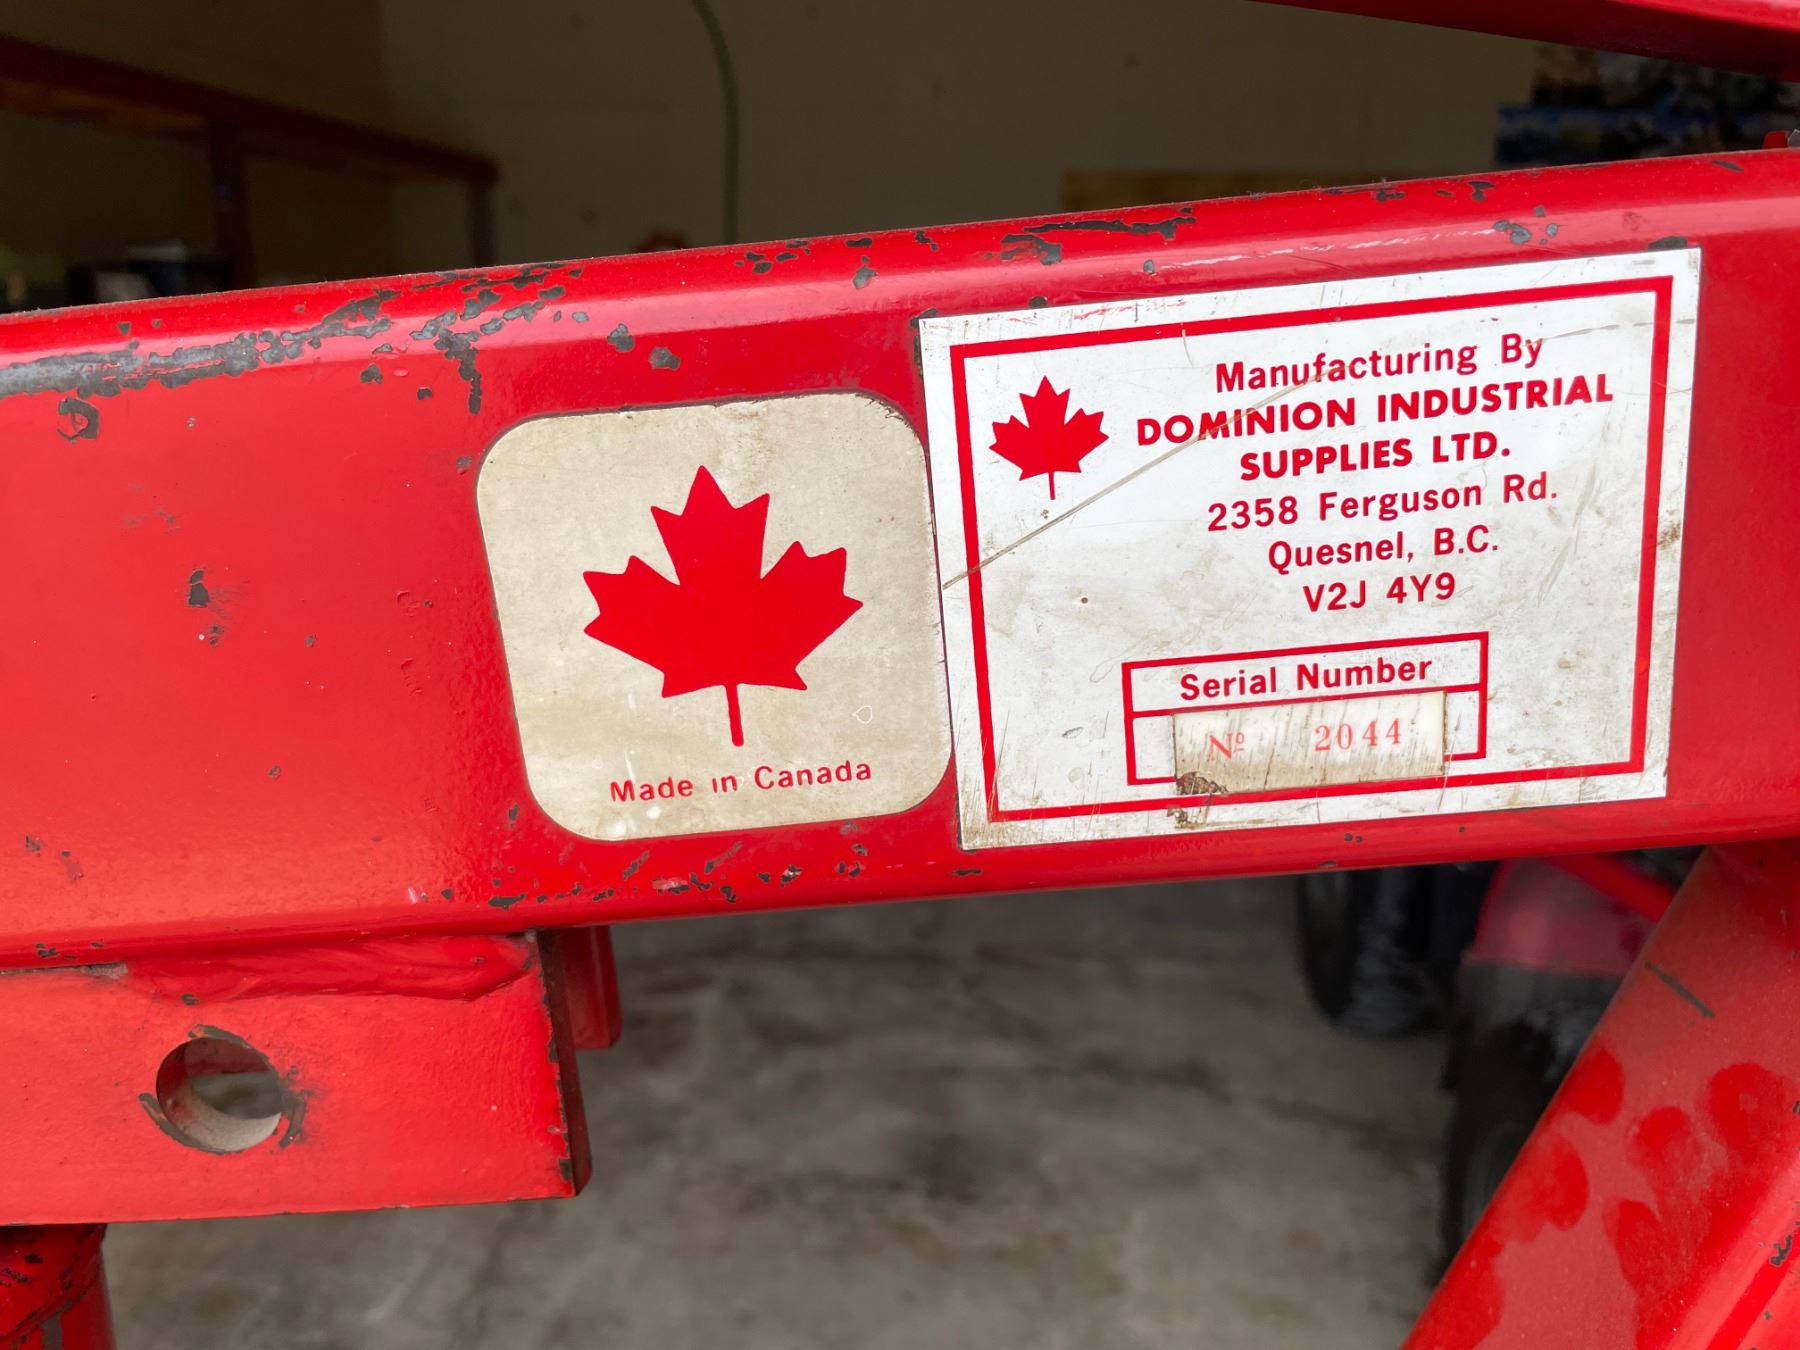 Made in Canada
Manufacturing By
DOMINION INDUSTRIAL
SUPPLIES LTD.
2358 Ferguson Rd.
Quesnel, B.C.
V2J 4Y9
Serial Number
Nº 2044